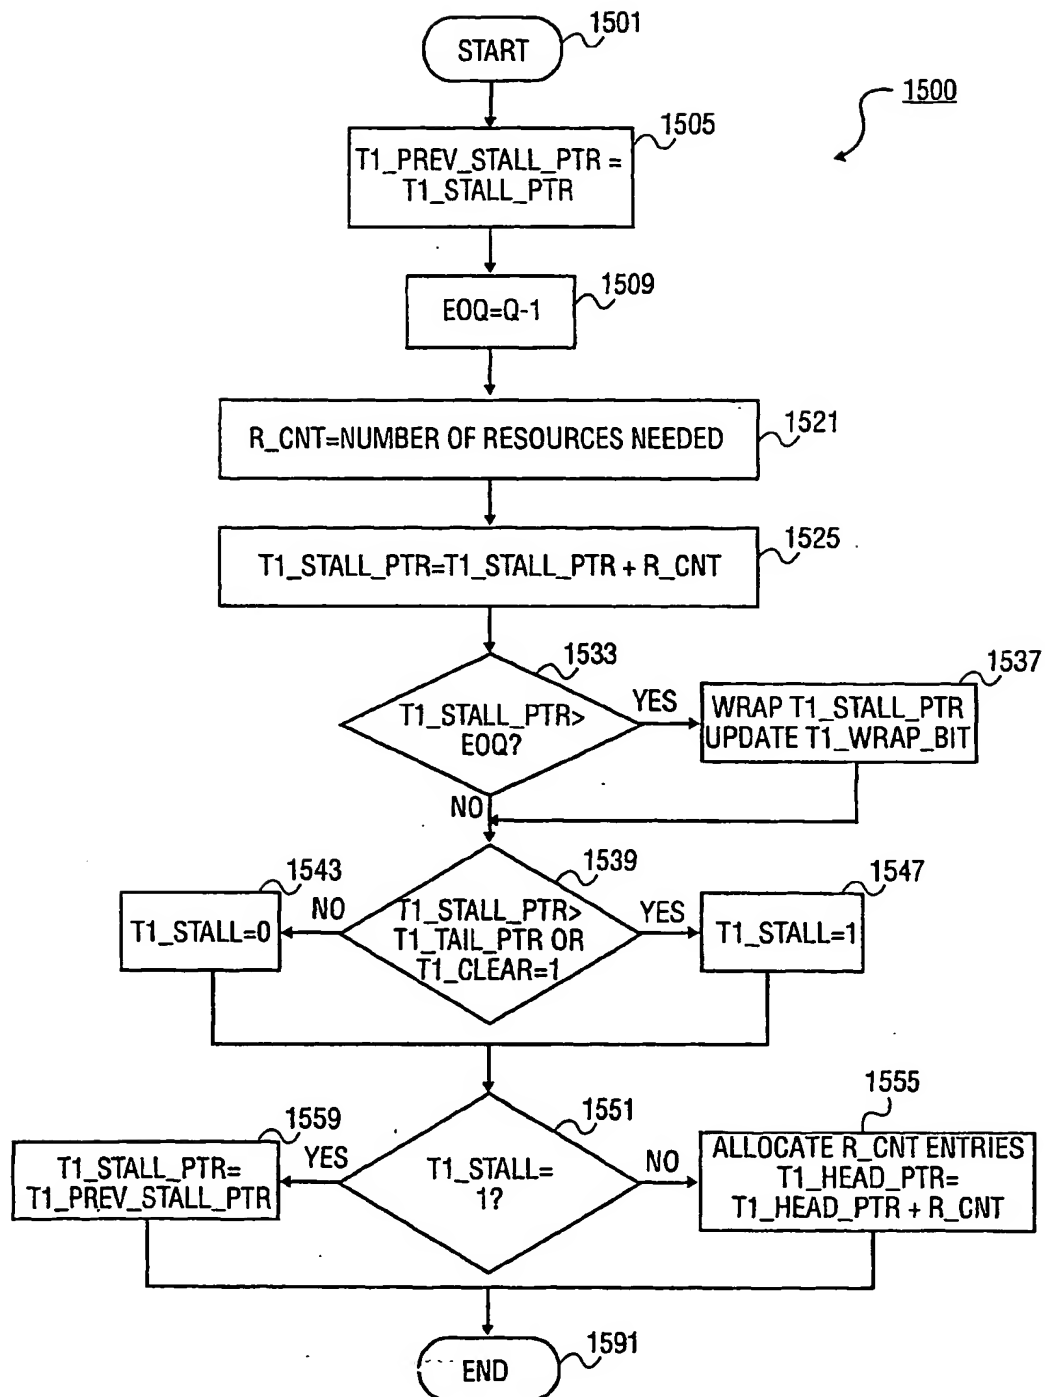 START
1501
1500
T1_PREV_STALL_PTR =
T1_STALL_PTR
1505
EOQ=Q-1
1509
R_CNT=NUMBER OF RESOURCES NEEDED
1521
T1_STALL_PTR=T1_STALL_PTR + R_CNT
1525
T1_STALL_PTR>
EOQ?
1533
YES
WRAP T1_STALL_PTR
UPDATE T1_WRAP_BIT
1537
NO
T1_STALL_PTR>
T1_TAIL_PTR OR
T1_CLEAR=1
1539
NO
T1_STALL=0
1543
YES
T1_STALL=1
1547
T1_STALL=
1?
1551
YES
T1_STALL_PTR=
T1_PREV_STALL_PTR
1559
NO
ALLOCATE R_CNT ENTRIES
T1_HEAD_PTR=
T1_HEAD_PTR + R_CNT
1555
END
1591